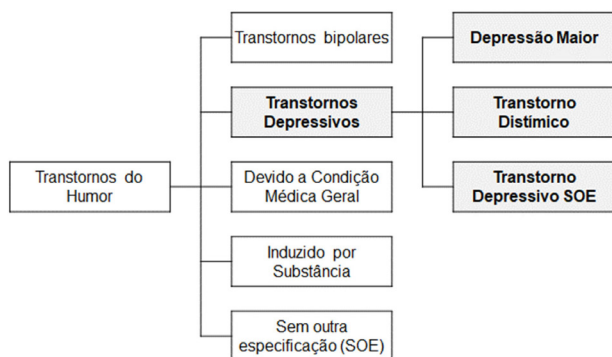 Transtornos do
Humor
Transtornos bipolares
Transtornos
Depressivos
Devido a Condição
Médica Geral
Induzido por
Substância
Sem outra
especificação (SOE)
Depressão Maior
Transtorno
Distímico
Transtorno
Depressivo SOE